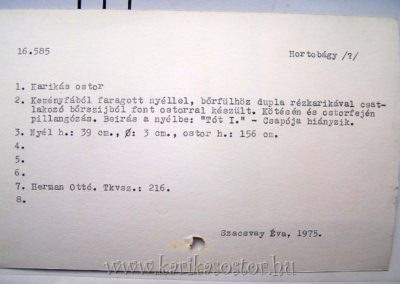 16.585 Hortobágy /?/
1. Karikás ostor
2. Keményfából faragott nyéllel, bőrfülhöz dupla rézkarikával csat-
lakozó bőrszíjból font ostorral készült. Kötésén és ostorfején
pillangózás. Beirás a nyélbe: "Tót I." - Csapója hiányzik.
3. Nyél h.: 39 cm., Ø: 3 cm., ostor h.: 156 cm.
4.
5.
6.
7. Herman Ottó. Tkvsz.: 216.
8.
Szacsvay Éva, 1975.
www.karikasostor.hu